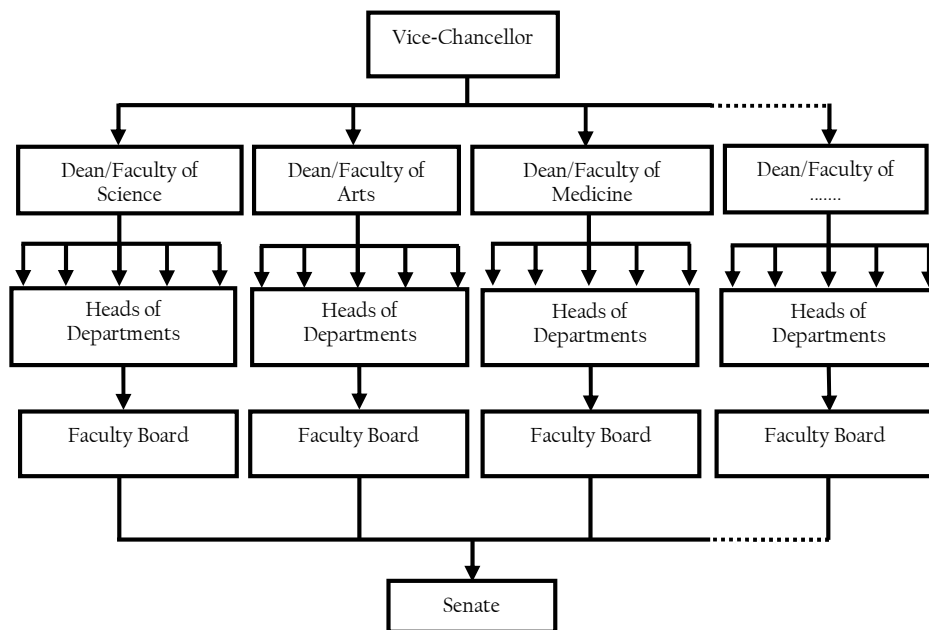 Vice-Chancellor
Dean/Faculty of
Science
Dean/Faculty of
Arts
Dean/Faculty of
Medicine
Dean/Faculty of
.......
Heads of
Departments
Heads of
Departments
Heads of
Departments
Heads of
Departments
Faculty Board
Faculty Board
Faculty Board
Faculty Board
Senate